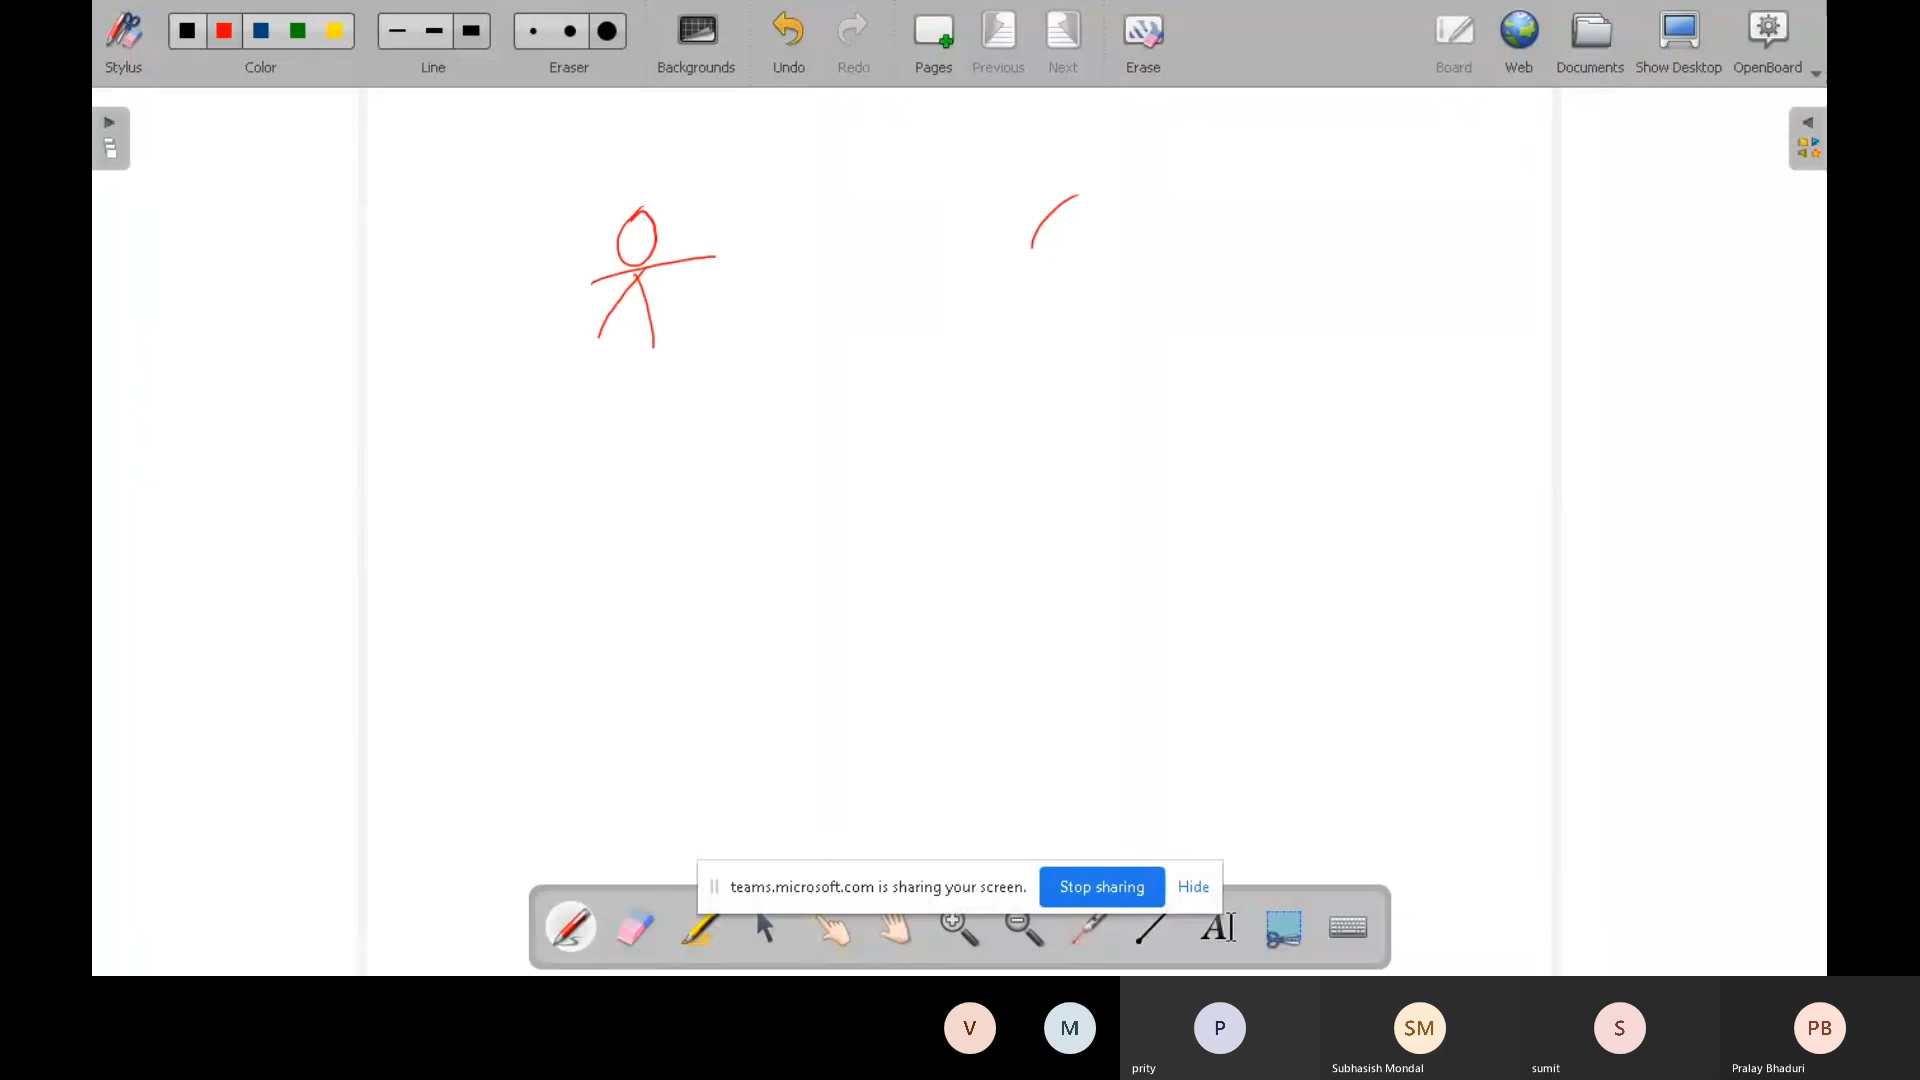 Stylus Color Line Eraser Backgrounds Undo Redo Pages Previous Next Erase Board Web Documents Show Desktop OpenBoard
teams.microsoft.com is sharing your screen. Stop sharing Hide
A
V M P SM S PB
prity Subhasish Mondal sumit Pralay Bhaduri